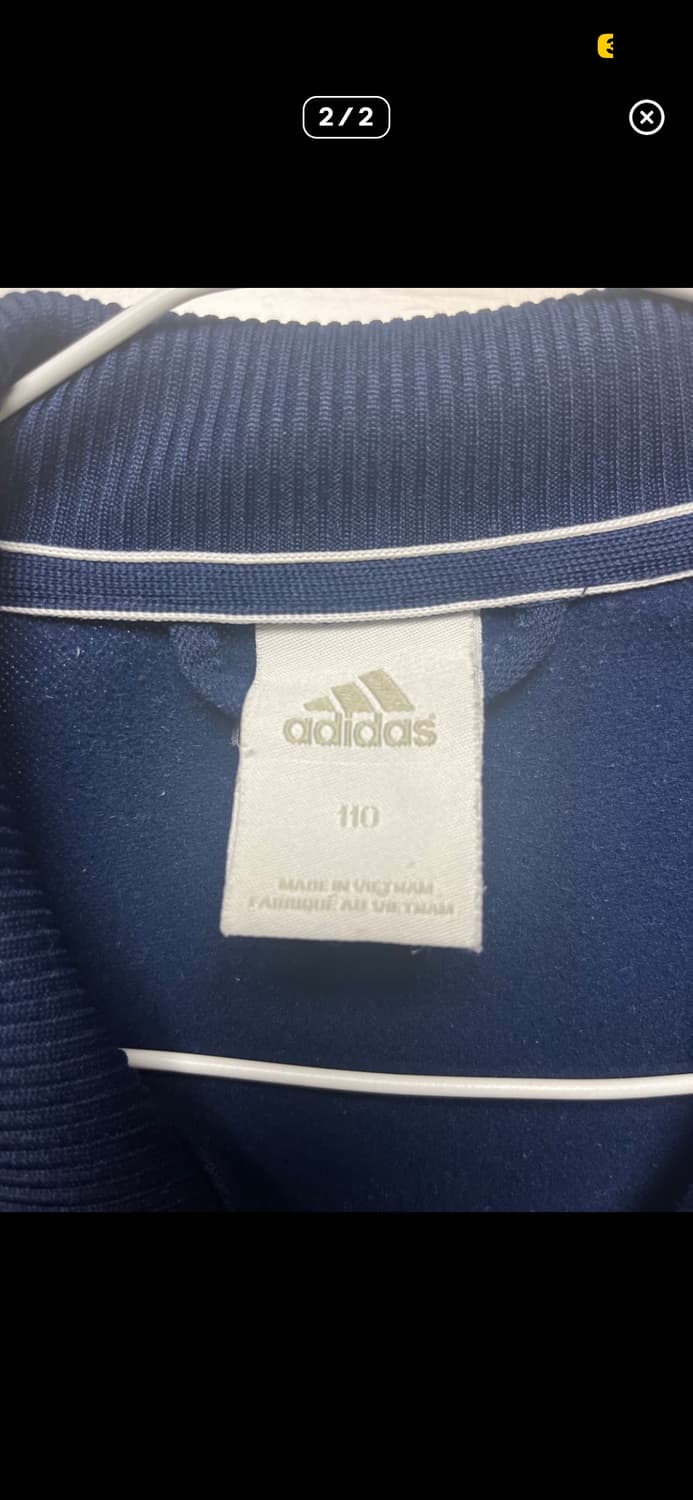 2/2
adidas
110
MADE IN VIETNAM
FABRIQUÉ AU VIETNAM